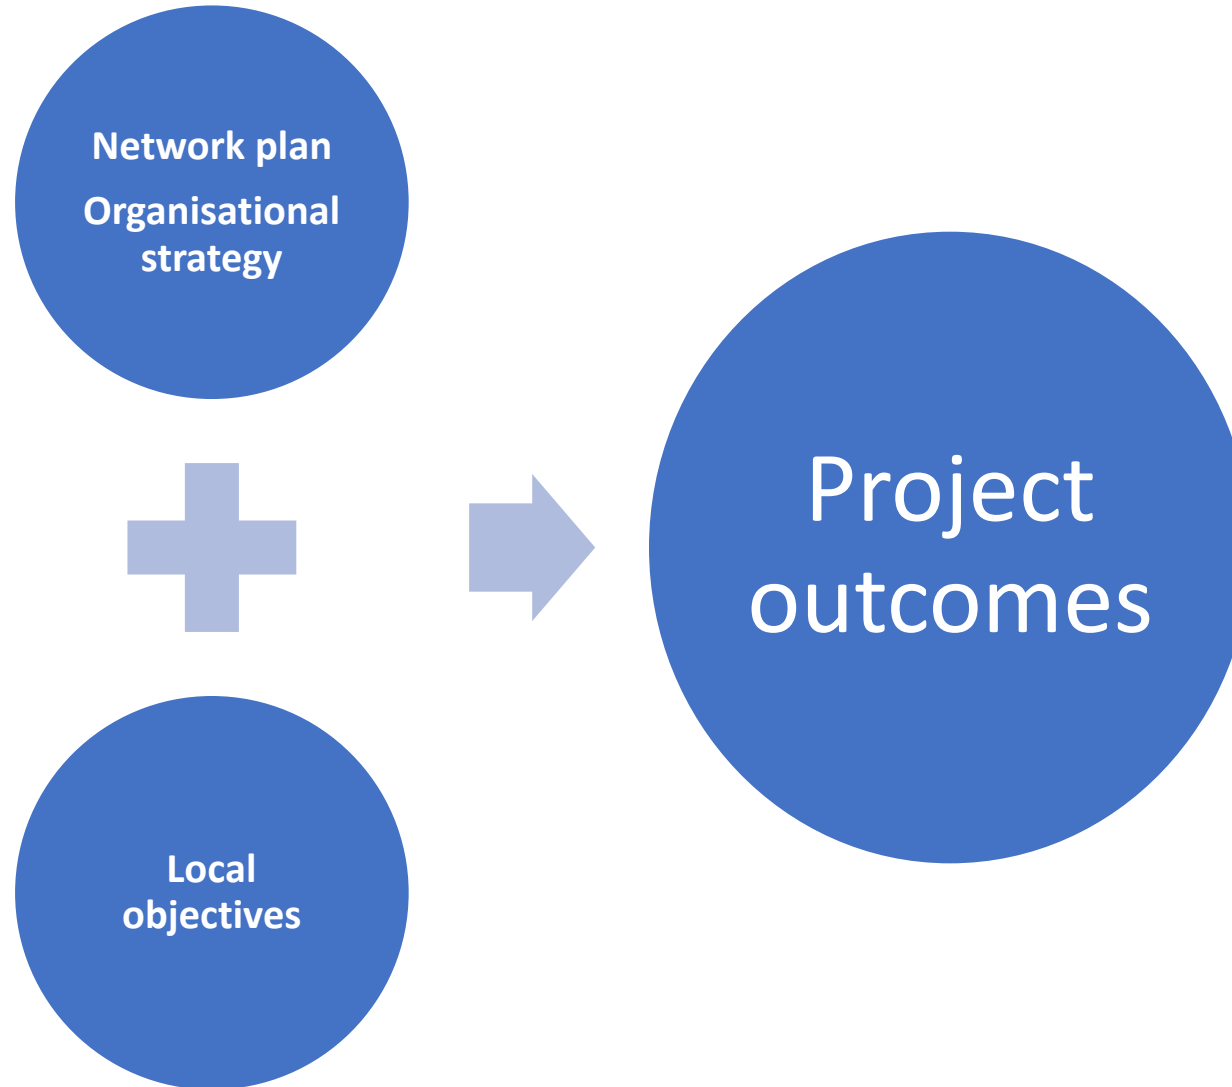 Network plan
Organisational
strategy
Local
objectives
Project
outcomes